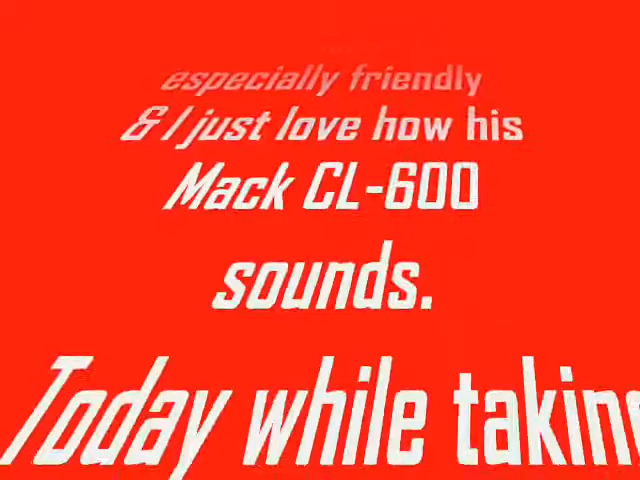 especially friendly
& I just love how his
Mack CL-600
sounds.
Today while takin